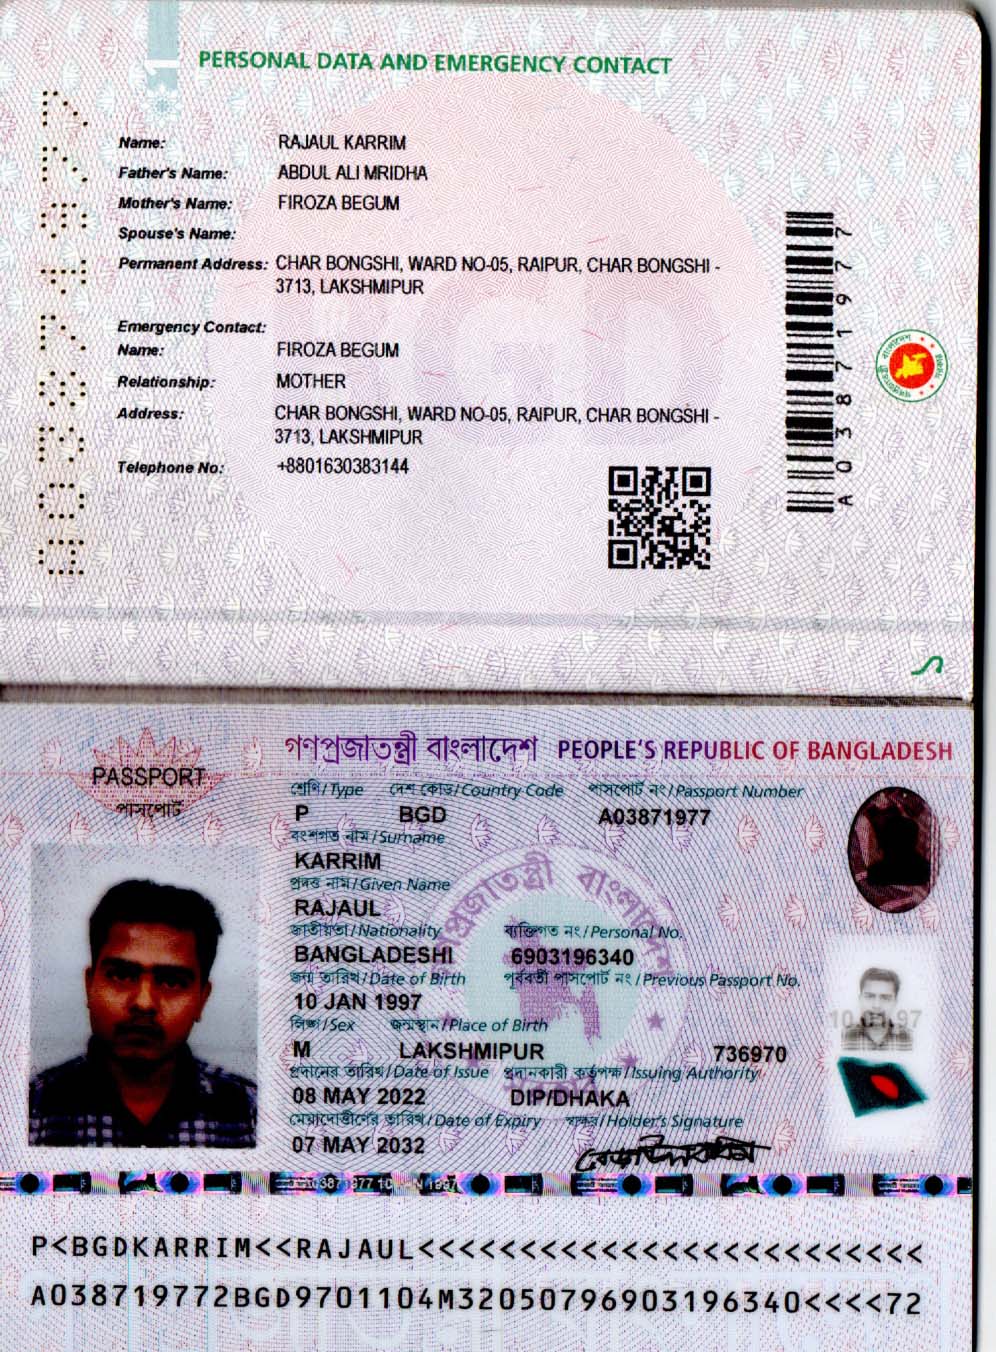 PERSONAL DATA AND EMERGENCY CONTACT
Name: RAJAUL KARRIM
Father's Name: ABDUL ALI MRIDHA
Mother's Name: FIROZA BEGUM
Spouse's Name:
Permanent Address: CHAR BONGSHI, WARD NO-05, RAIPUR, CHAR BONGSHI -
3713, LAKSHMIPUR
Emergency Contact:
Name: FIROZA BEGUM
Relationship: MOTHER
Address: CHAR BONGSHI, WARD NO-05, RAIPUR, CHAR BONGSHI -
3713, LAKSHMIPUR
Telephone No: +8801630383144
A03871977
A03871977
গণপ্রজাতন্ত্রী বাংলাদেশ PEOPLE'S REPUBLIC OF BANGLADESH
PASSPORT
পাসপোর্ট
শ্রেণি/Type দেশ কোড/Country Code পাসপোর্ট নং/Passport Number
P BGD A03871977
বংশগত নাম/Surname
KARRIM
প্রদত্ত নাম/Given Name
RAJAUL
জাতীয়তা/Nationality ব্যক্তিগত নং/Personal No.
BANGLADESHI 6903196340
জন্ম তারিখ/Date of Birth পূর্ববর্তী পাসপোর্ট নং/Previous Passport No.
10 JAN 1997
লিঙ্গ/Sex জন্মস্থান/Place of Birth
M LAKSHMIPUR 736970
প্রদানের তারিখ/Date of Issue প্রদানকারী কর্তৃপক্ষ/Issuing Authority
08 MAY 2022 DIP/DHAKA
মেয়াদোত্তীর্ণের তারিখ/Date of Expiry স্বাক্ষর/Holder's Signature
07 MAY 2032
P<BGDKARRIM<<RAJAUL<<<<<<<<<<<<<<<<<<<<<<<<<
A038719772BGD9701104M32050796903196340<<<<72